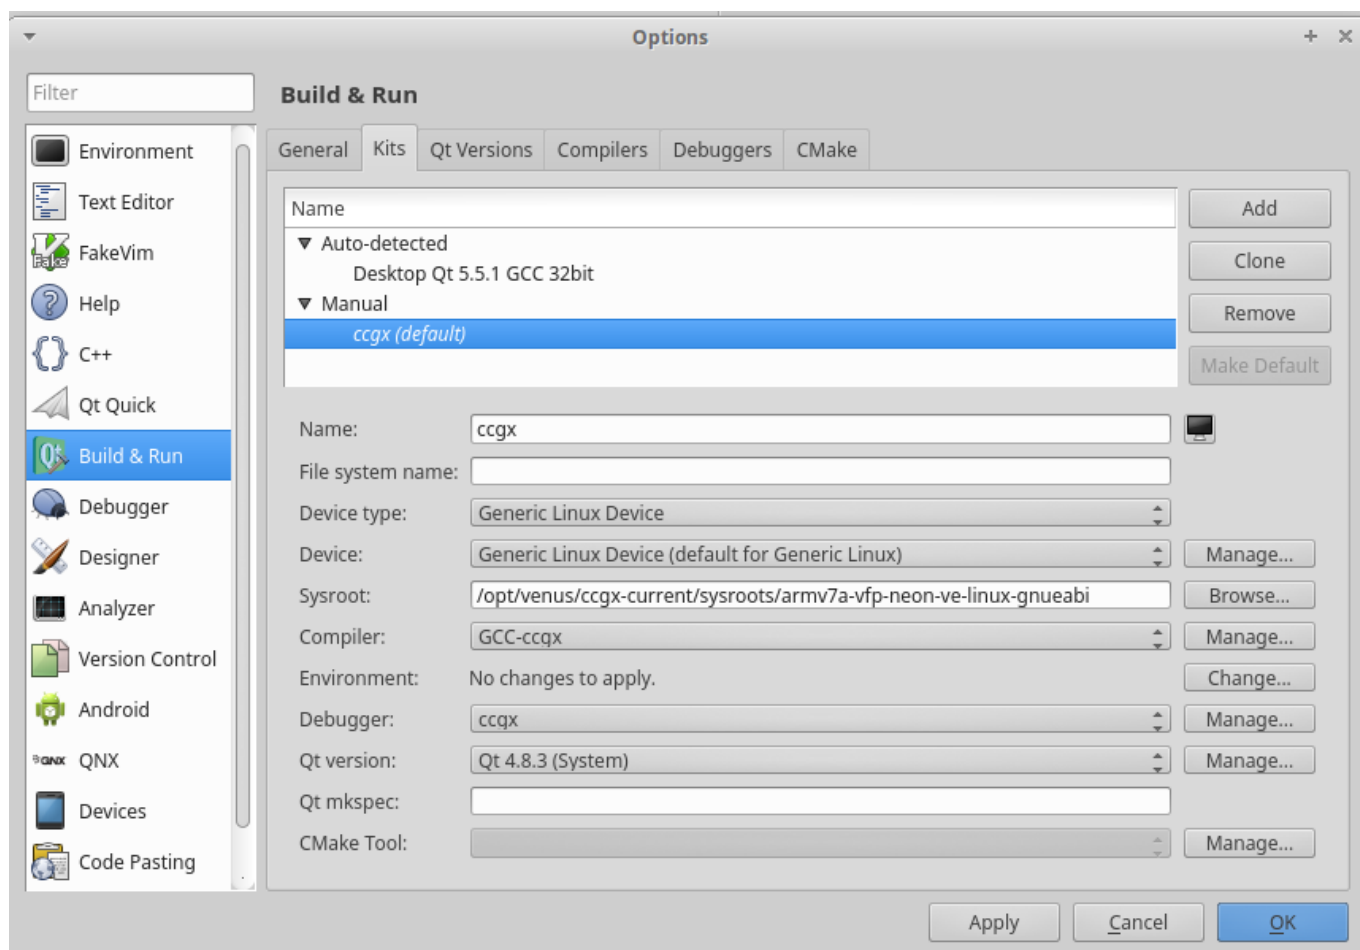 Options
Filter
Build & Run
Environment
Text Editor
FakeVim
Help
C++
Qt Quick
Build & Run
Debugger
Designer
Analyzer
Version Control
Android
QNX
Devices
Code Pasting
General Kits Qt Versions Compilers Debuggers CMake
Name
Auto-detected
Desktop Qt 5.5.1 GCC 32bit
Manual
ccgx (default)
Add
Clone
Remove
Make Default
Name: ccgx
File system name:
Device type: Generic Linux Device
Device: Generic Linux Device (default for Generic Linux) Manage...
Sysroot: /opt/venus/ccgx-current/sysroots/armv7a-vfp-neon-ve-linux-gnueabi Browse...
Compiler: GCC-ccgx Manage...
Environment: No changes to apply. Change...
Debugger: ccgx Manage...
Qt version: Qt 4.8.3 (System) Manage...
Qt mkspec:
CMake Tool: Manage...
Apply Cancel OK